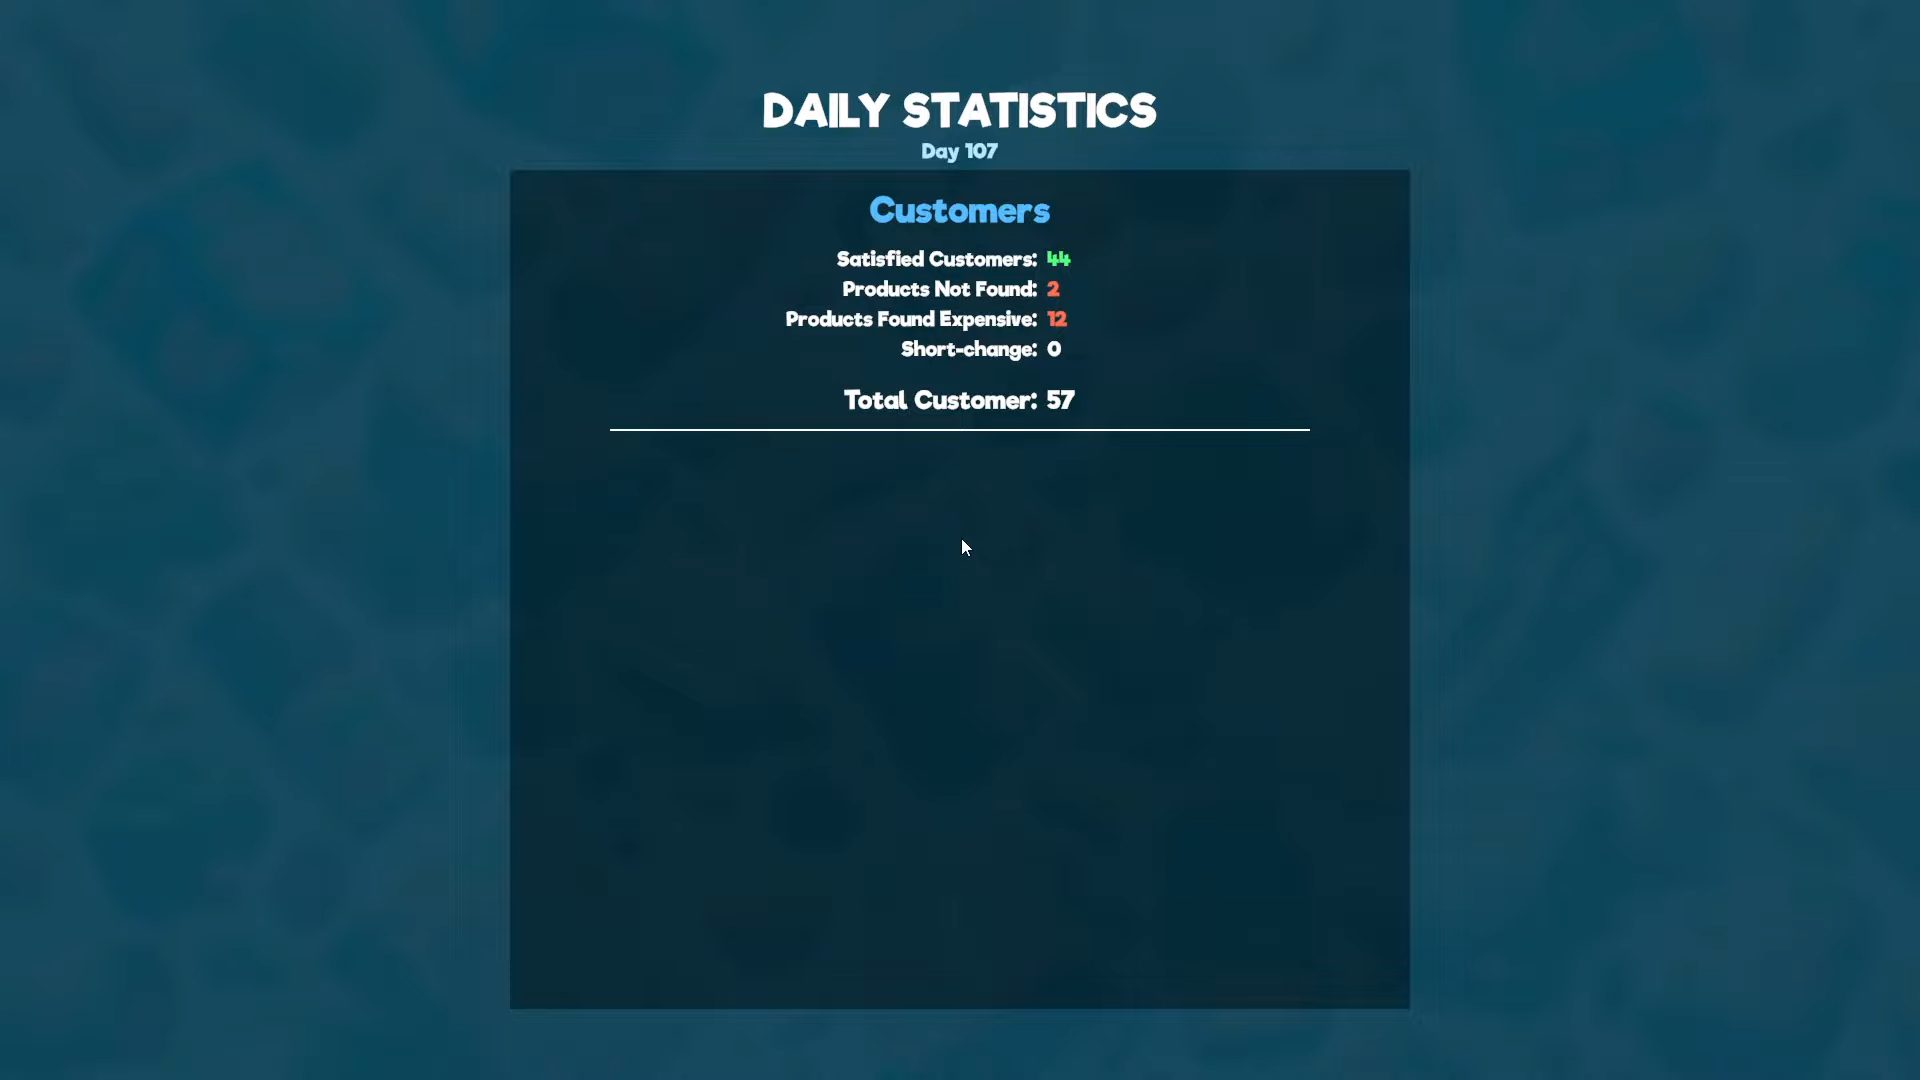 DAILY STATISTICS
Day 107
Customers
Satisfied Customers: 44
Products Not Found: 2
Products Found Expensive: 12
Short-change: 0
Total Customer: 57